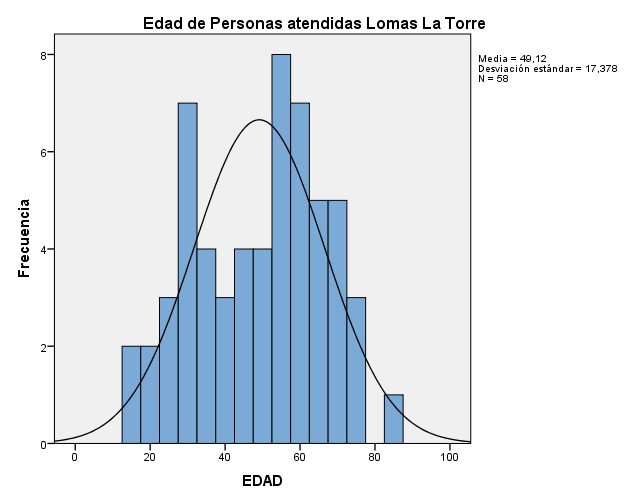 Edad de Personas atendidas Lomas La Torre
Media = 49,12
Desviación estándar = 17,378
N = 58
Frecuencia
8
6
4
2
0
0 20 40 60 80 100
EDAD